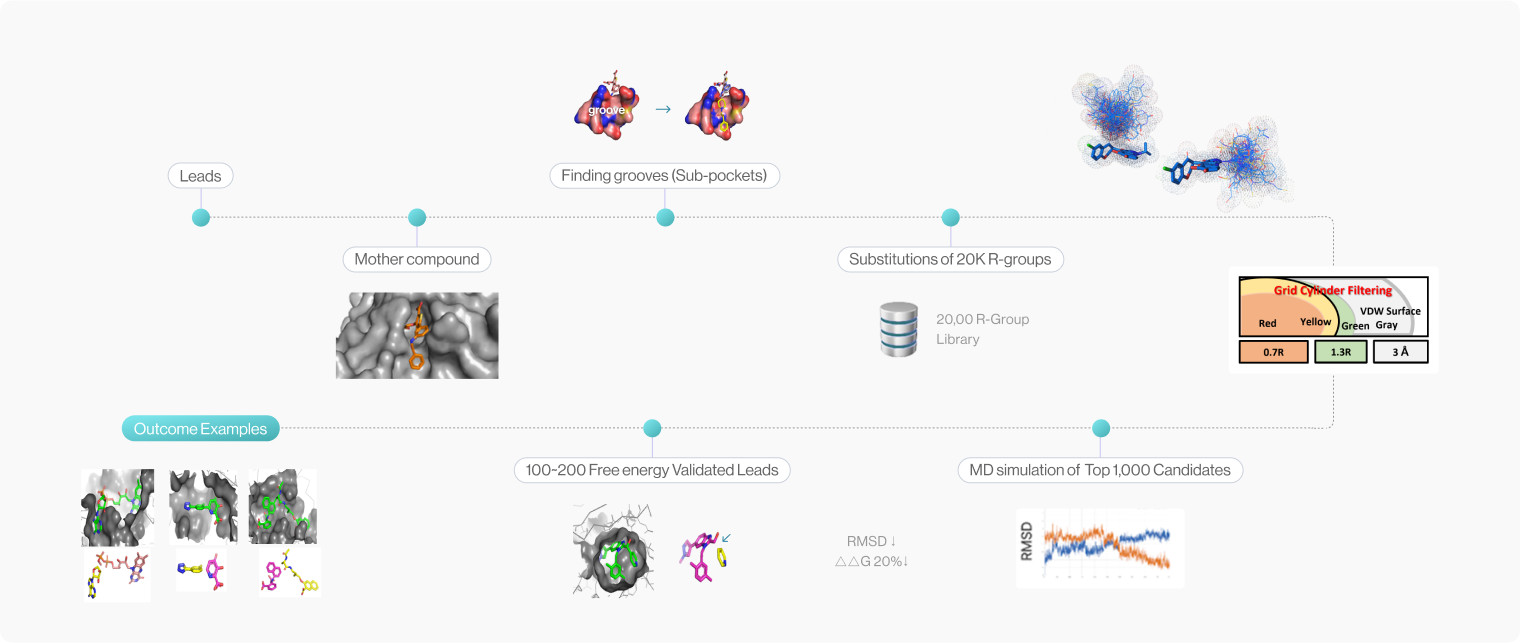 groove
Leads
Finding grooves (Sub-pockets)
Mother compound
Substitutions of 20K R-groups
20,00 R-Group
Library
Grid Cylinder Filtering
VDW Surface
Red
Yellow
Green
Gray
0.7R
1.3R
3 Å
Outcome Examples
100~200 Free energy Validated Leads
MD simulation of Top 1,000 Candidates
RMSD ↓
△△G 20%↓
RMSD